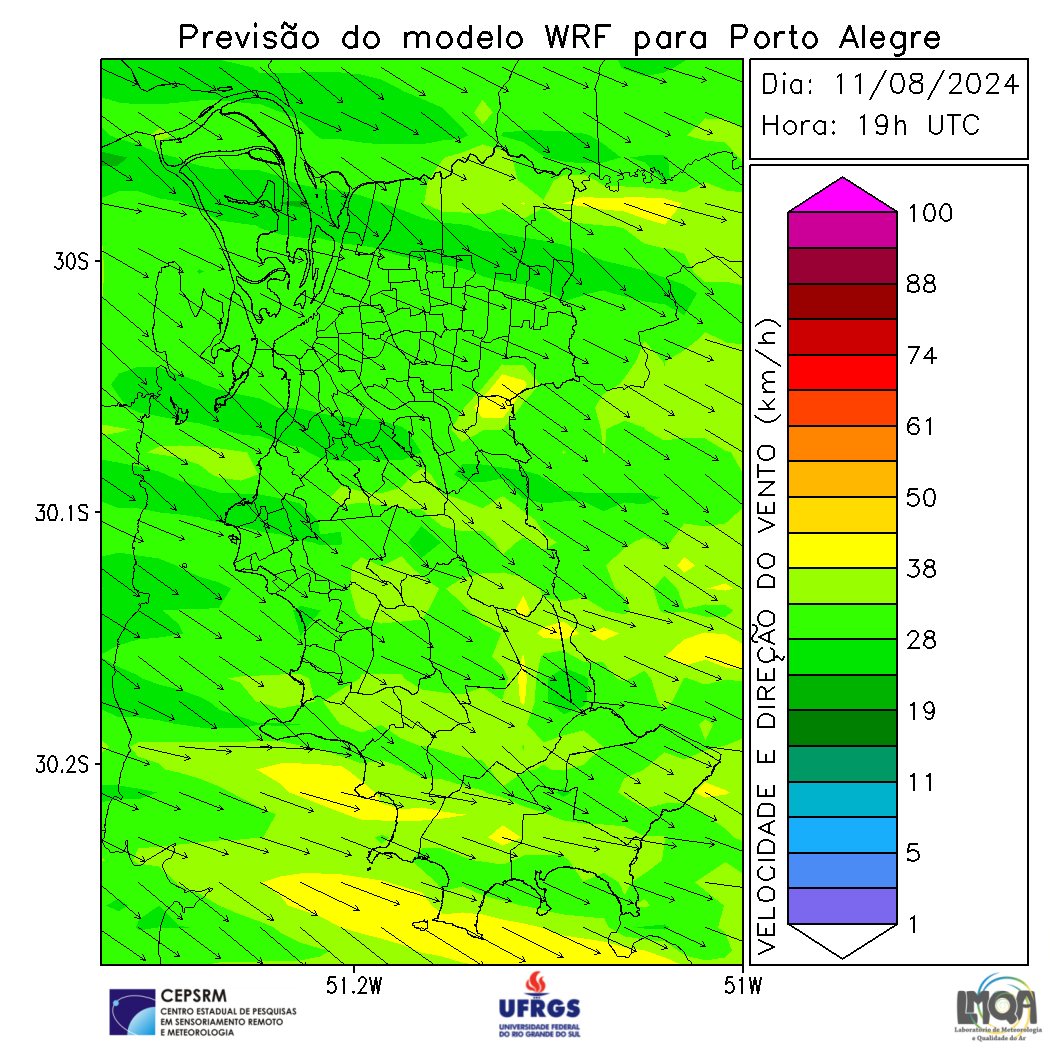 Previsão do modelo WRF para Porto Alegre
Dia: 11/08/2024
Hora: 19h UTC
30S
30.1S
30.2S
51.2W
51W
VELOCIDADE E DIREÇÃO DO VENTO (km/h)
100
88
74
61
50
38
28
19
11
5
1
CEPSRM
CENTRO ESTADUAL DE PESQUISAS
EM SENSORIAMENTO REMOTO
E METEOROLOGIA
UFRGS
UNIVERSIDADE FEDERAL
DO RIO GRANDE DO SUL
LMQA
Laboratório de Meteorologia
e Qualidade do Ar